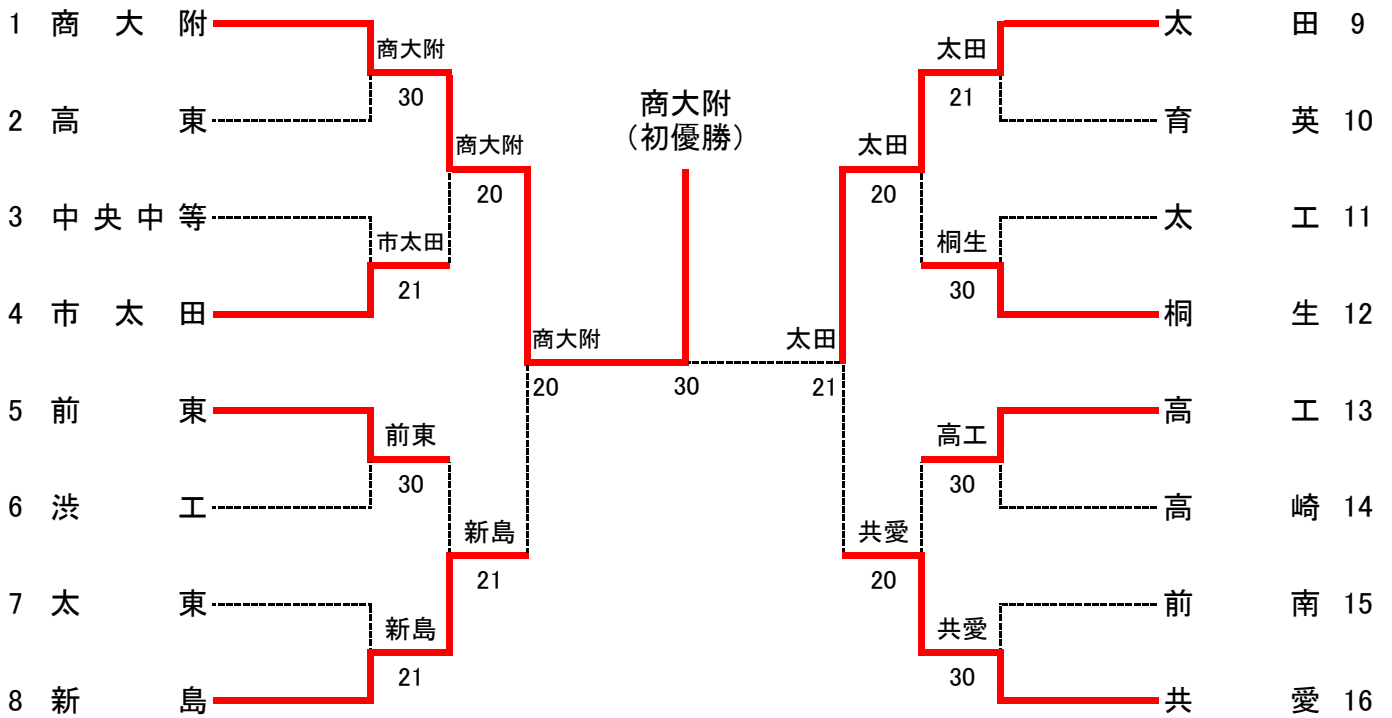 1 商大附
2 高東
3 中央中等
4 市太田
5 前東
6 渋工
7 太東
8 新島
商大附
30
市太田
21
前東
30
新島
21
商大附
20
新島
21
商大附
20
商大附
(初優勝)
30
太田
21
太田
20
共愛
20
太田
21
桐生
30
高工
30
共愛
30
太田 9
育英 10
太工 11
桐生 12
高工 13
高崎 14
前南 15
共愛 16